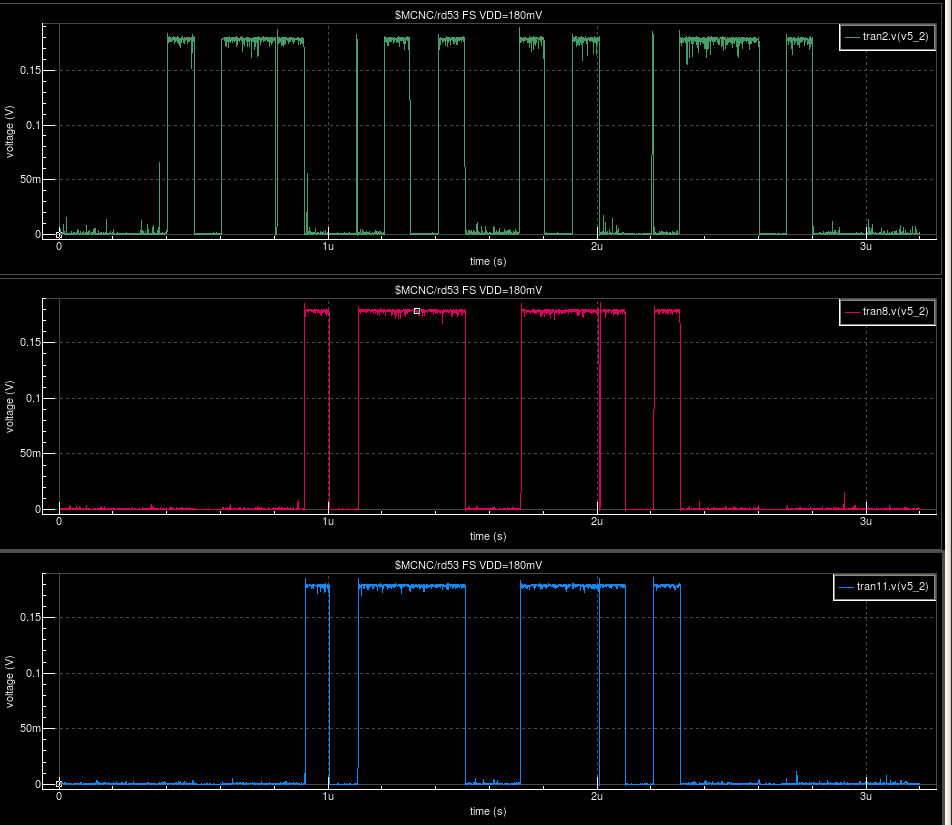 $MCNC/rd53 FS VDD=180mV
tran2.v(v5_2)
voltage (V)
0.15
0.1
50m
0
0 1u 2u 3u
time (s)
$MCNC/rd53 FS VDD=180mV
tran8.v(v5_2)
voltage (V)
0.15
0.1
50m
0
0 1u 2u 3u
time (s)
$MCNC/rd53 FS VDD=180mV
tran11.v(v5_2)
voltage (V)
0.15
0.1
50m
0
0 1u 2u 3u
time (s)